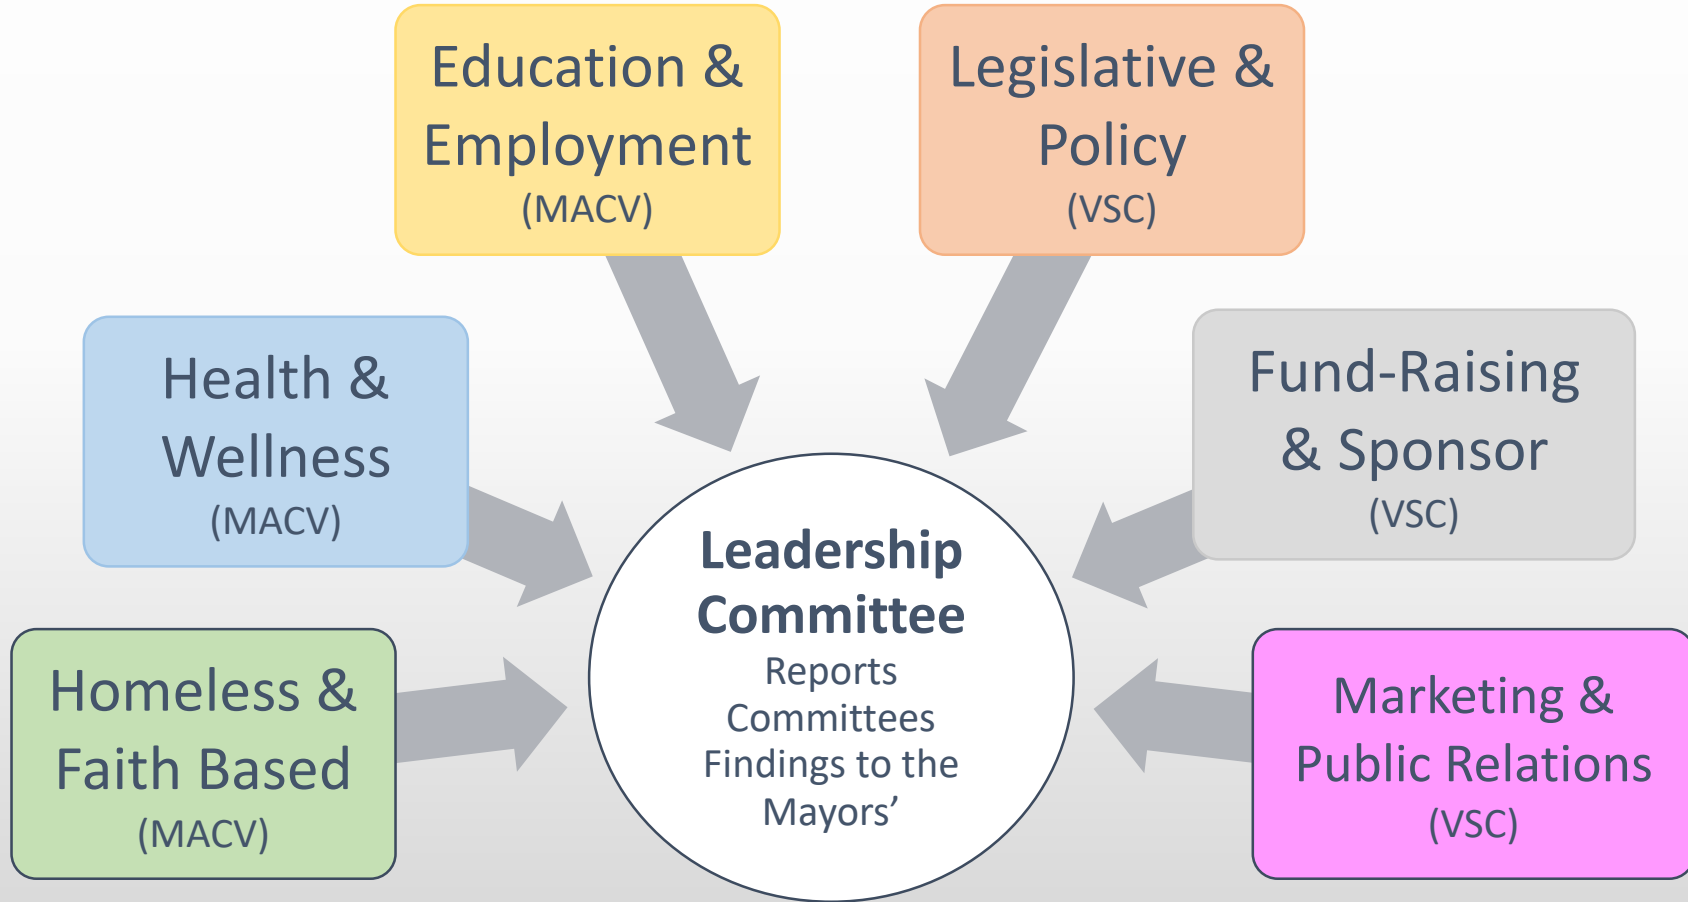 Education &
Employment
(MACV)
Legislative &
Policy
(VSC)
Health &
Wellness
(MACV)
Fund-Raising
& Sponsor
(VSC)
Leadership
Committee
Reports
Committees
Findings to the
Mayors’
Homeless &
Faith Based
(MACV)
Marketing &
Public Relations
(VSC)